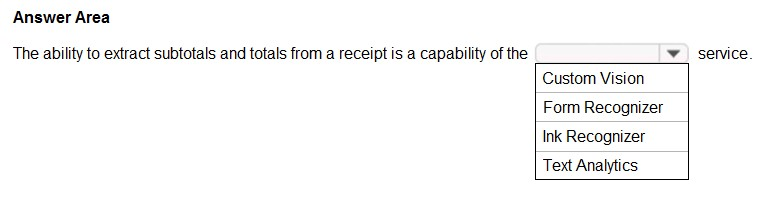 Answer Area
The ability to extract subtotals and totals from a receipt is a capability of the service.
Custom Vision
Form Recognizer
Ink Recognizer
Text Analytics